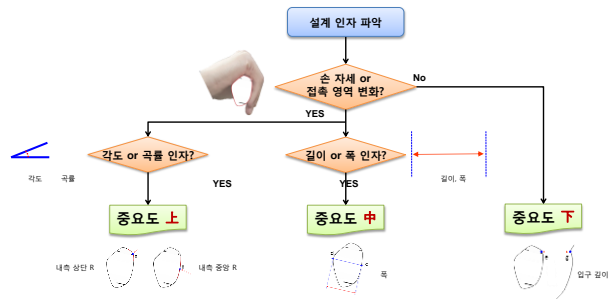 설계 인자 파악
손 자세 or
접촉 영역 변화?
No
YES
각도 or 곡률 인자?
길이 or 폭 인자?
각도 곡률
길이, 폭
YES
YES
중요도 上
중요도 中
중요도 下
내측 상단 R
내측 중앙 R
폭
입구 깊이